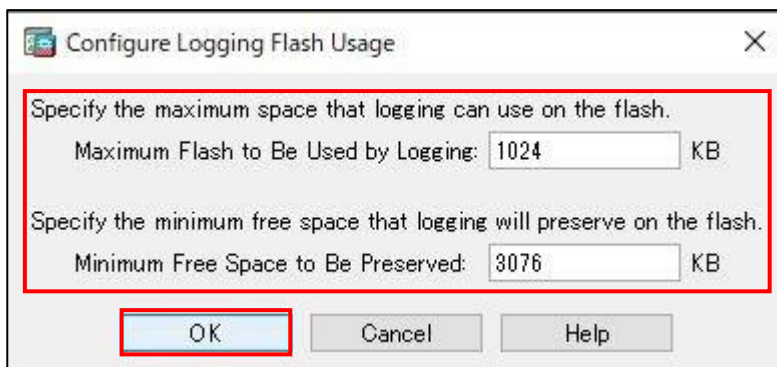 Configure Logging Flash Usage
Specify the maximum space that logging can use on the flash.
Maximum Flash to Be Used by Logging: 1024 KB
Specify the minimum free space that logging will preserve on the flash.
Minimum Free Space to Be Preserved: 3076 KB
OK Cancel Help